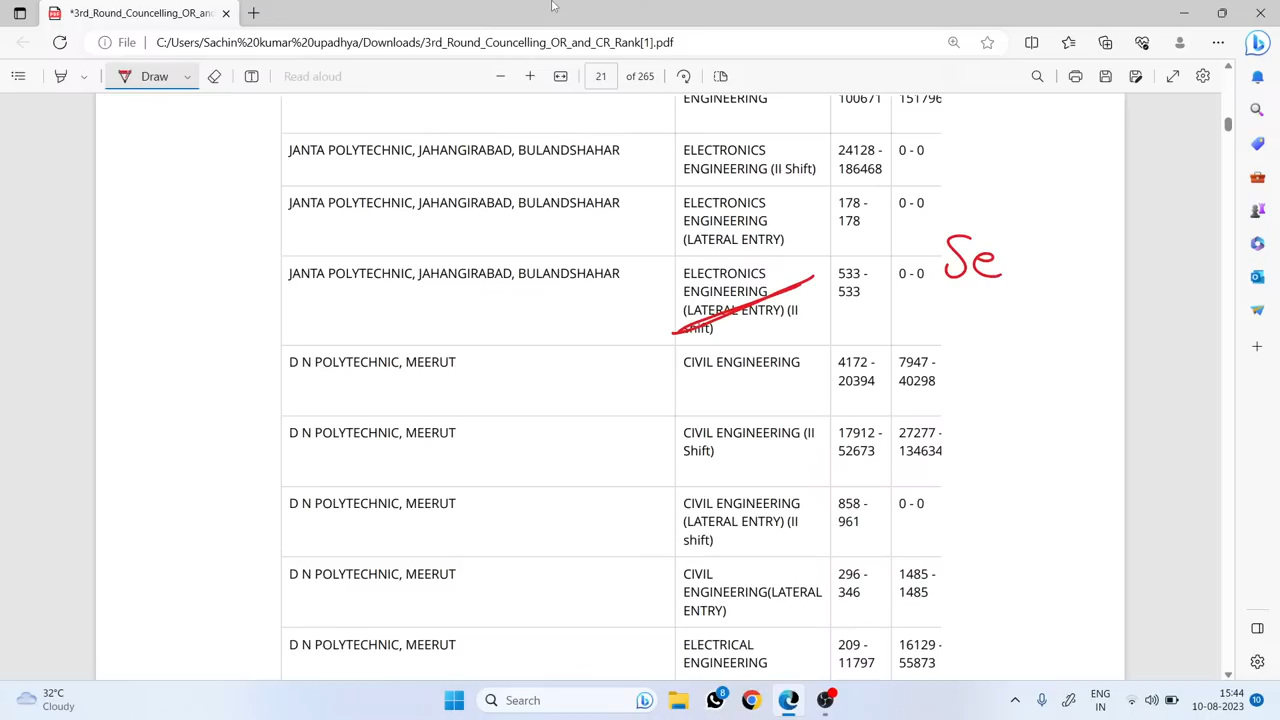 *3rd_Round_Councelling_OR_an
File
C:/Users/Sachin%20kumar%20upadhya/Downloads/3rd_Round_Councelling_OR_and_CR_Rank[1].pdf
Draw
Read aloud
21 of 265
ENGINEERING 100671 151796
JANTA POLYTECHNIC, JAHANGIRABAD, BULANDSHAHAR ELECTRONICS 24128 - 0 - 0
ENGINEERING (II Shift) 186468
JANTA POLYTECHNIC, JAHANGIRABAD, BULANDSHAHAR ELECTRONICS 178 - 0 - 0
ENGINEERING 178
(LATERAL ENTRY)
Se
JANTA POLYTECHNIC, JAHANGIRABAD, BULANDSHAHAR ELECTRONICS 533 - 0 - 0
ENGINEERING 533
(LATERAL ENTRY) (II
shift)
D N POLYTECHNIC, MEERUT CIVIL ENGINEERING 4172 - 7947 -
20394 40298
D N POLYTECHNIC, MEERUT CIVIL ENGINEERING (II 17912 - 27277 -
Shift) 52673 134634
D N POLYTECHNIC, MEERUT CIVIL ENGINEERING 858 - 0 - 0
(LATERAL ENTRY) (II 961
shift)
D N POLYTECHNIC, MEERUT CIVIL 296 - 1485 -
ENGINEERING(LATERAL 346 1485
ENTRY)
D N POLYTECHNIC, MEERUT ELECTRICAL 209 - 16129 -
ENGINEERING 11797 55873
32°C
Cloudy
Search
8
ENG
IN
15:44
10-08-2023
10